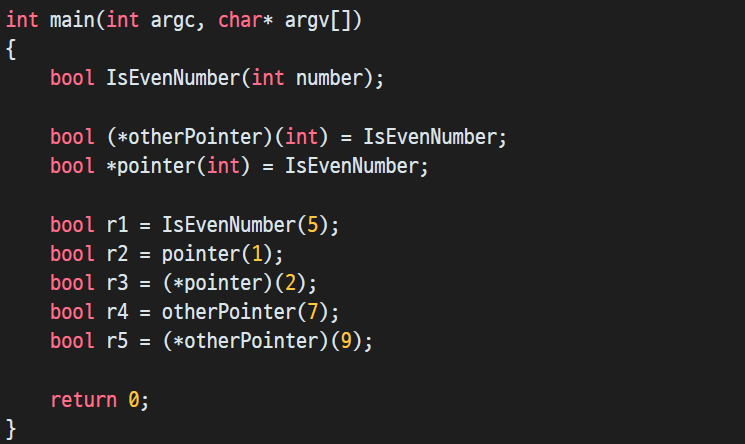 int main(int argc, char* argv[])
{
    bool IsEvenNumber(int number);
    bool (*otherPointer)(int) = IsEvenNumber;
    bool *pointer(int) = IsEvenNumber;
    bool r1 = IsEvenNumber(5);
    bool r2 = pointer(1);
    bool r3 = (*pointer)(2);
    bool r4 = otherPointer(7);
    bool r5 = (*otherPointer)(9);
    return 0;
}